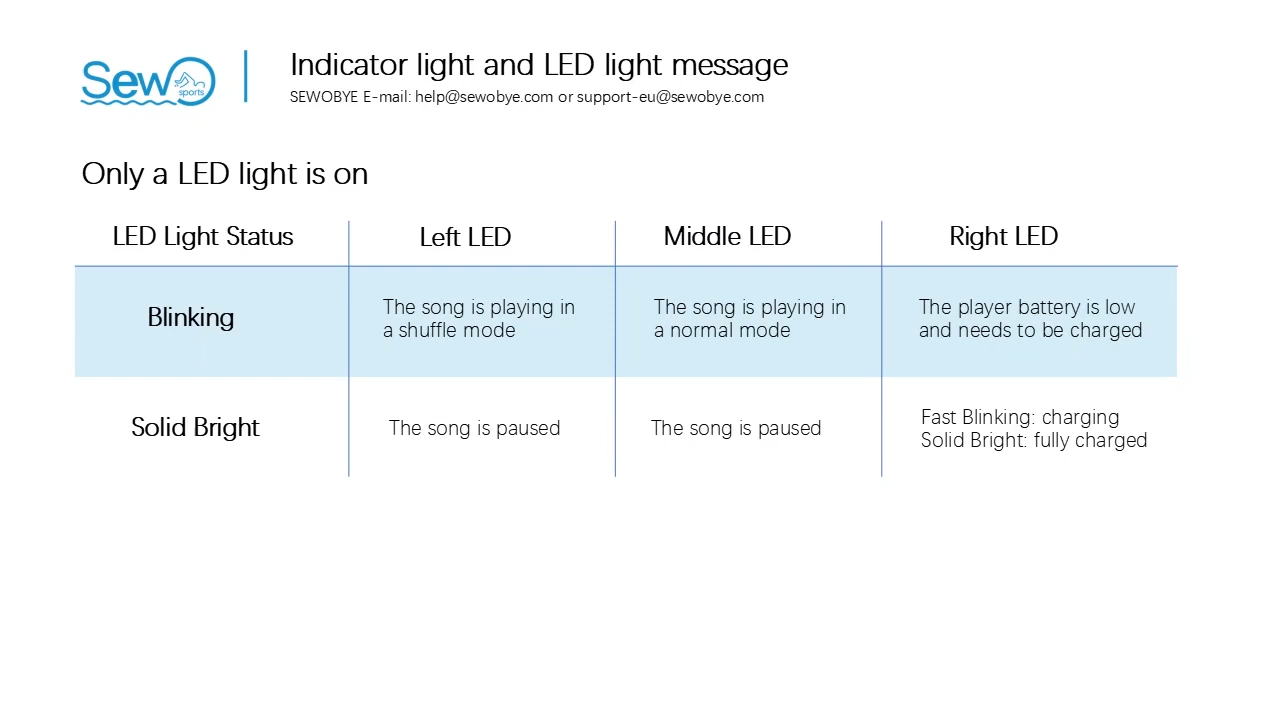 Sew
sports
Indicator light and LED light message
SEWOBYE E-mail: help@sewobye.com or support-eu@sewobye.com
Only a LED light is on
LED Light Status
Left LED
Middle LED
Right LED
Blinking
The song is playing in
a shuffle mode
The song is playing in
a normal mode
The player battery is low
and needs to be charged
Solid Bright
The song is paused
The song is paused
Fast Blinking: charging
Solid Bright: fully charged